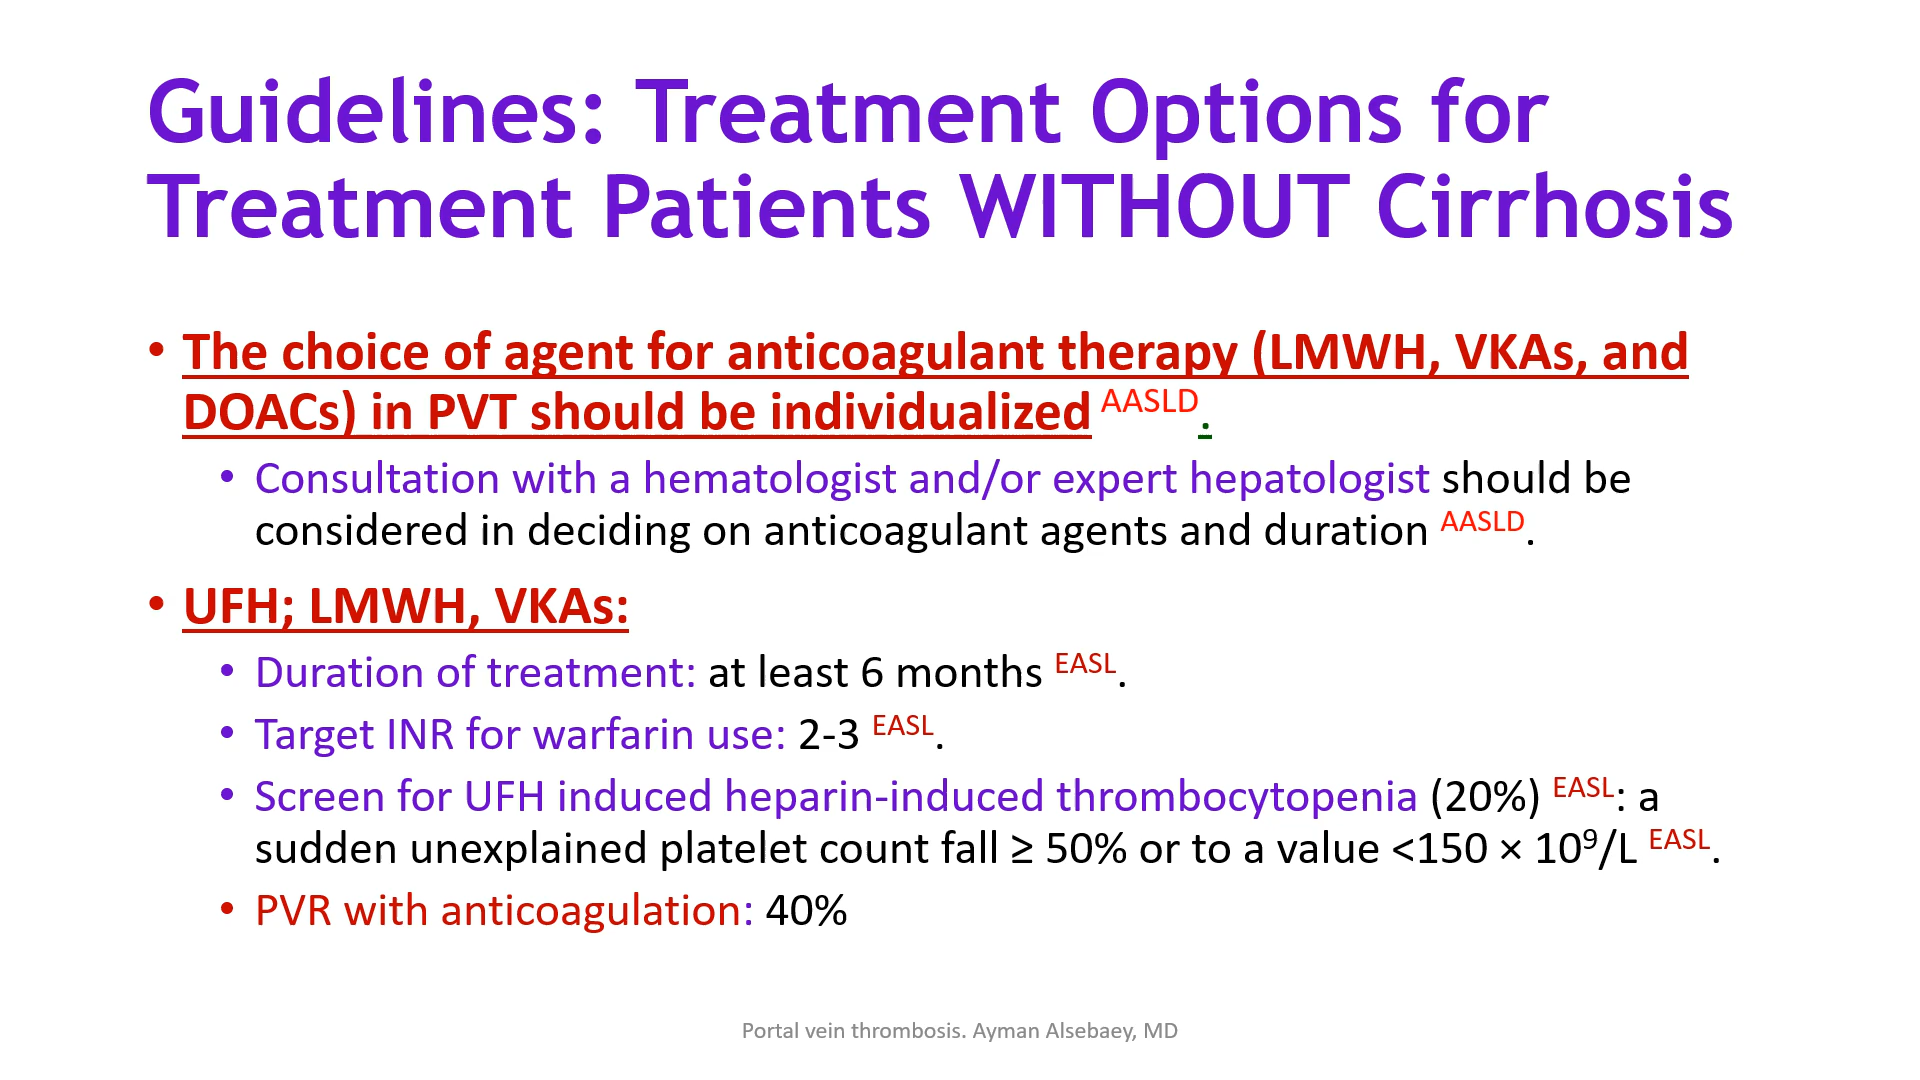 Guidelines: Treatment Options for
Treatment Patients WITHOUT Cirrhosis
• The choice of agent for anticoagulant therapy (LMWH, VKAs, and
DOACs) in PVT should be individualized AASLD.
• Consultation with a hematologist and/or expert hepatologist should be
considered in deciding on anticoagulant agents and duration AASLD.
• UFH; LMWH, VKAs:
• Duration of treatment: at least 6 months EASL.
• Target INR for warfarin use: 2-3 EASL.
• Screen for UFH induced heparin-induced thrombocytopenia (20%) EASL: a
sudden unexplained platelet count fall ≥ 50% or to a value <150 × 10⁹/L EASL.
• PVR with anticoagulation: 40%
Portal vein thrombosis. Ayman Alsebaey, MD